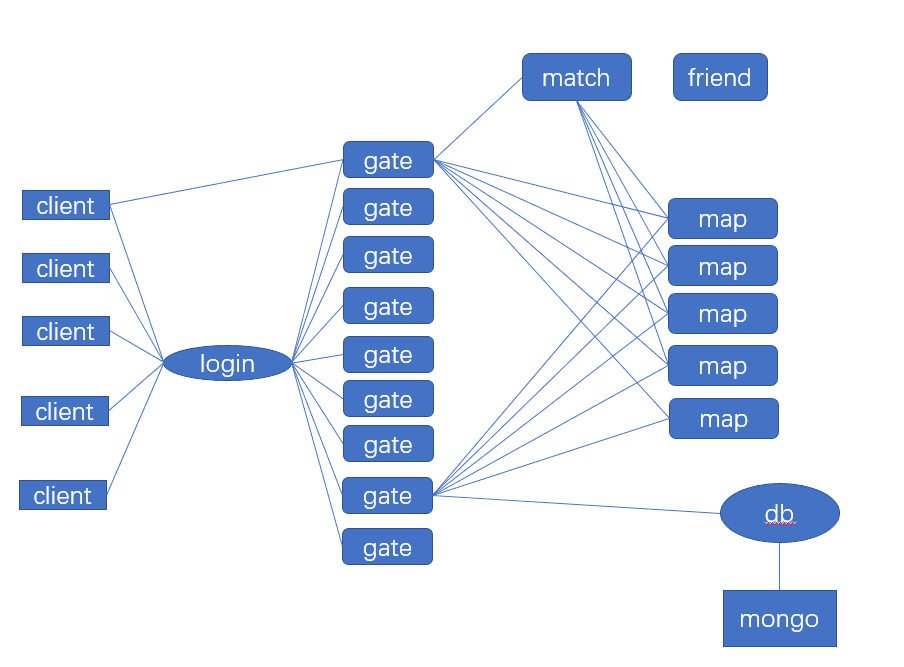 match
friend
client
client
client
client
client
login
gate
gate
gate
gate
gate
gate
gate
gate
gate
map
map
map
map
map
db
mongo